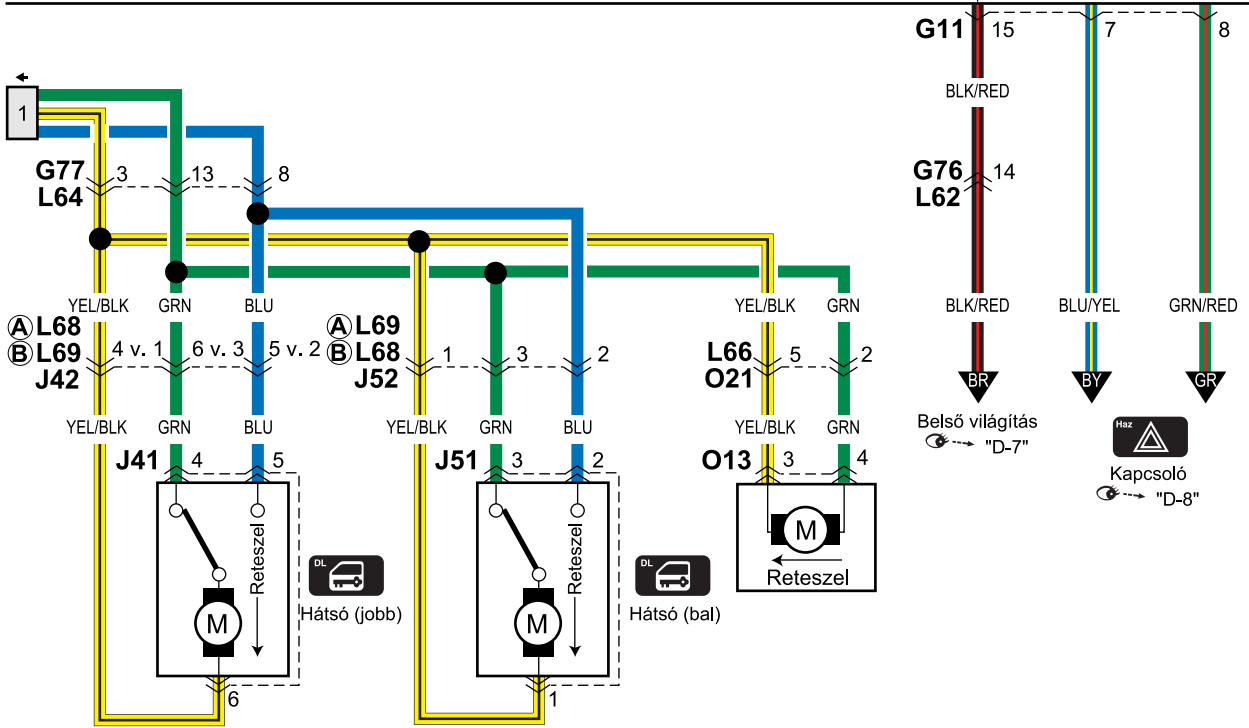 G11 15 7 8
1
BLK/RED
G77 3 13 8
L64
G76 14
L62
YEL/BLK GRN BLU YEL/BLK GRN BLK/RED BLU/YEL GRN/RED
Ⓐ L68 Ⓐ L69
Ⓑ L69 4 v. 1 6 v. 3 5 v. 2 Ⓑ L68 1 3 2 L66 5 2
J42 J52 O21
BR BY GR
YEL/BLK GRN BLU YEL/BLK GRN BLU YEL/BLK GRN
Belső világítás
"D-7"
Haz
Kapcsoló
"D-8"
J41 4 5 J51 3 2 O13 3 4
M
Reteszel
Reteszel
DL
Hátsó (jobb)
M
Reteszel
DL
Hátsó (bal)
M
6 1